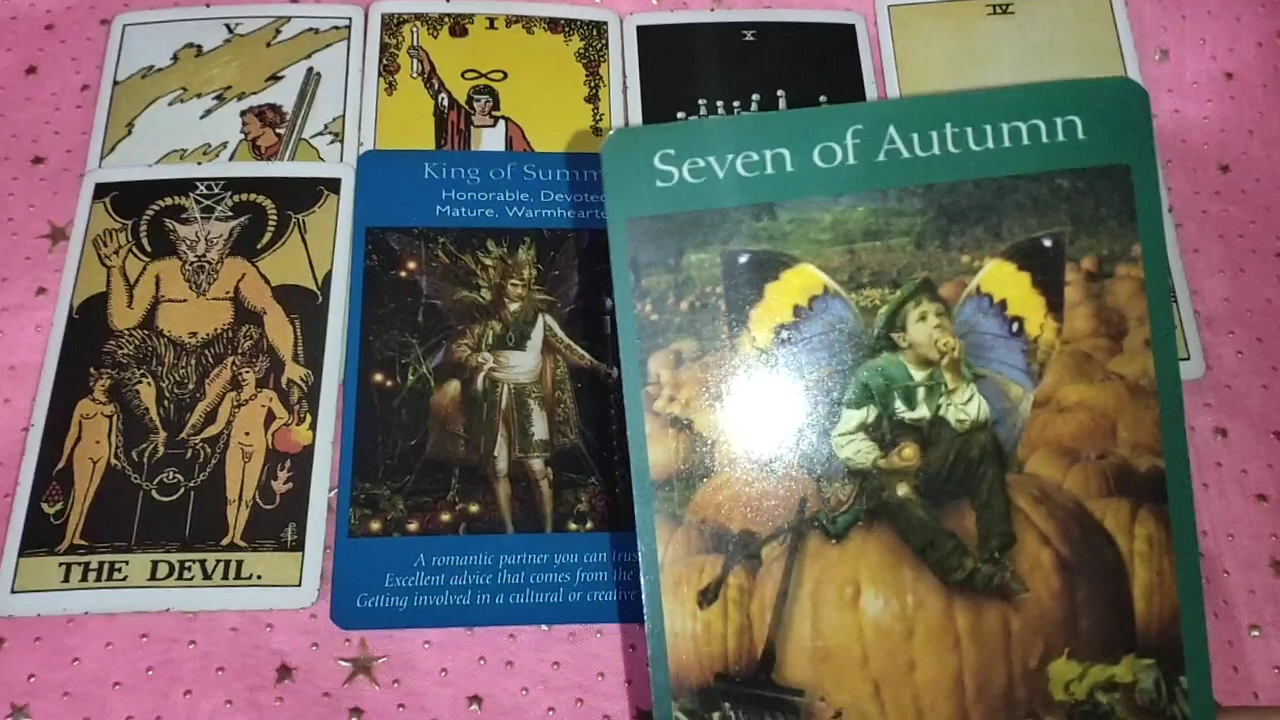 V
I
X
IV
XV
THE DEVIL.
King of Summ
Honorable, Devoted
Mature, Warmhearte
A romantic partner you can trus
Excellent advice that comes from the
Getting involved in a cultural or creative
Seven of Autumn